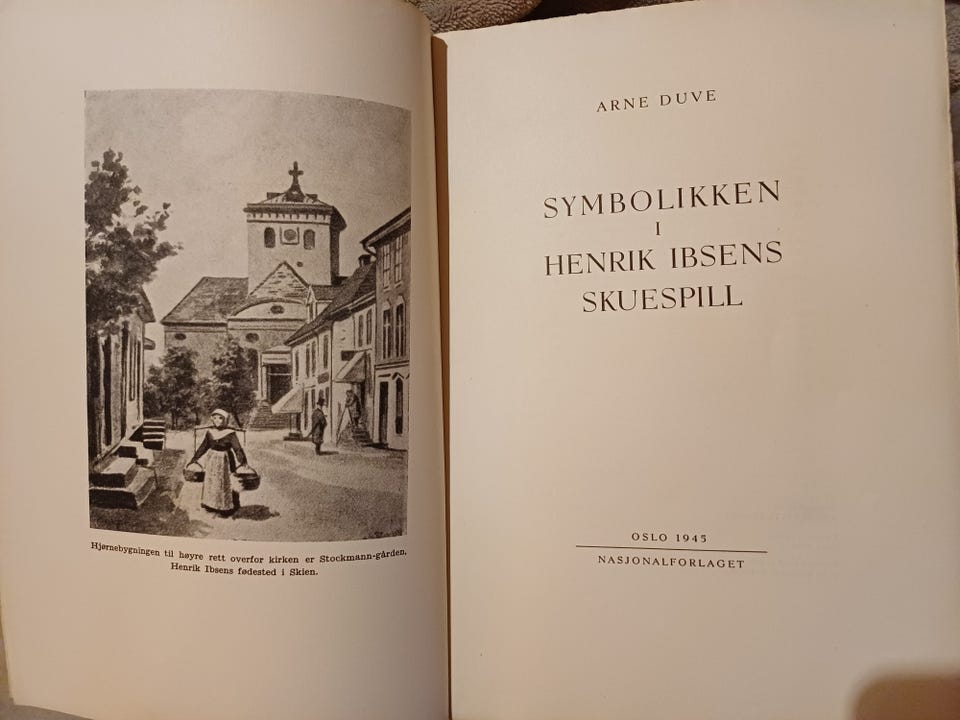 Hjørnebygningen til høyre rett overfor kirken er Stockmann-gården,
Henrik Ibsens fødested i Skien.
ARNE DUVE
SYMBOLIKKEN
I
HENRIK IBSENS
SKUESPILL
OSLO 1945
NASJONALFORLAGET